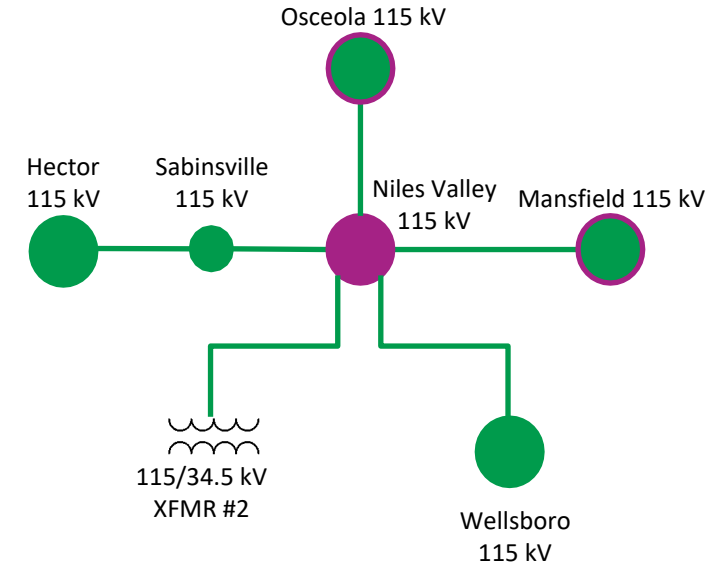 Osceola 115 kV
Hector
115 kV
Sabinsville
115 kV
Niles Valley
115 kV
Mansfield 115 kV
115/34.5 kV
XFMR #2
Wellsboro
115 kV